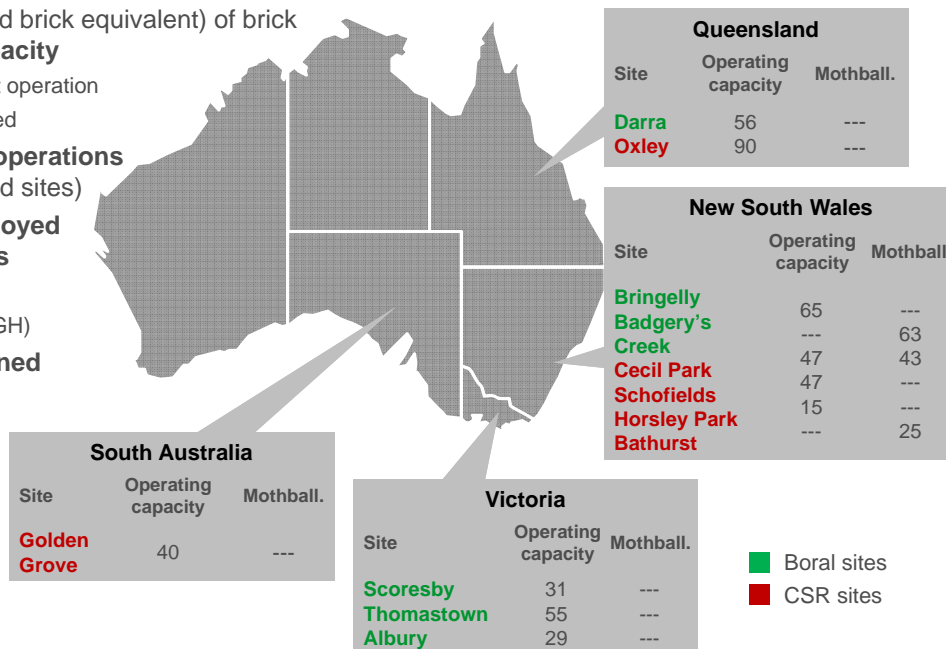 d brick equivalent) of brick
acity
operation
ed
operations
d sites)
oyed
s
GH)
ned
Queensland
Site Operating capacity Mothball.
Darra 56 ---
Oxley 90 ---
New South Wales
Site Operating capacity Mothball
Bringelly
65 ---
Badgery's
--- 63
Creek
47 43
Cecil Park
47 ---
Schofields
15 ---
Horsley Park
--- 25
Bathurst
South Australia
Site Operating capacity Mothball.
Golden
Grove
40 ---
Victoria
Site Operating capacity Mothball.
Scoresby 31 ---
Thomastown 55 ---
Albury 29 ---
Boral sites
CSR sites